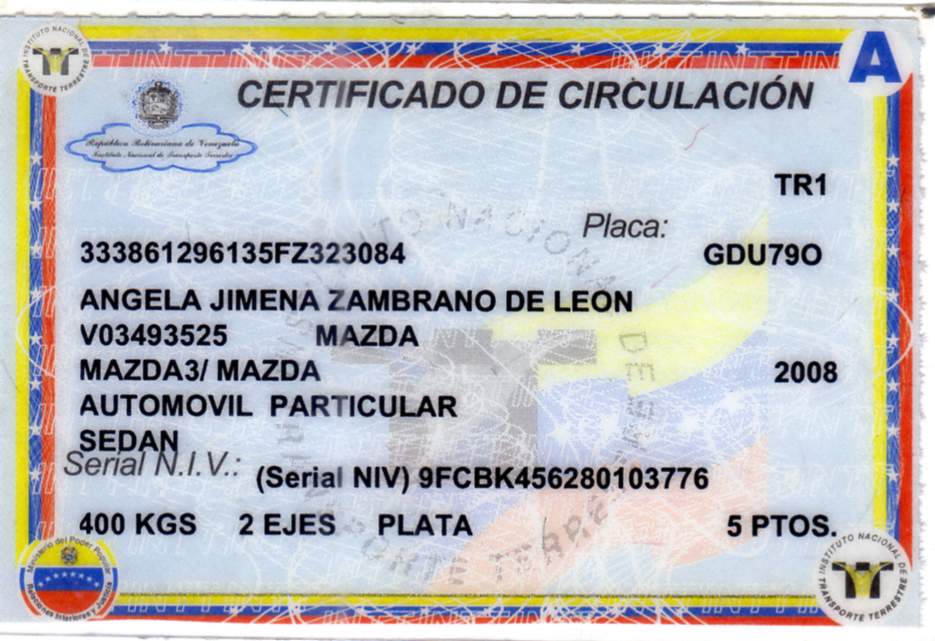 INSTITUTO NACIONAL DE TRANSPORTE TERRESTRE
A
CERTIFICADO DE CIRCULACIÓN
República Bolivariana de Venezuela
Instituto Nacional de Transporte Terrestre
TR1
Placa:
333861296135FZ323084 GDU79O
ANGELA JIMENA ZAMBRANO DE LEON
V03493525 MAZDA
MAZDA3/ MAZDA 2008
AUTOMOVIL PARTICULAR
SEDAN
Serial N.I.V.: (Serial NIV) 9FCBK456280103776
400 KGS 2 EJES PLATA 5 PTOS.
Ministerio del Poder Popular
Relaciones Interiores y Justicia
INSTITUTO NACIONAL DE TRANSPORTE TERRESTRE